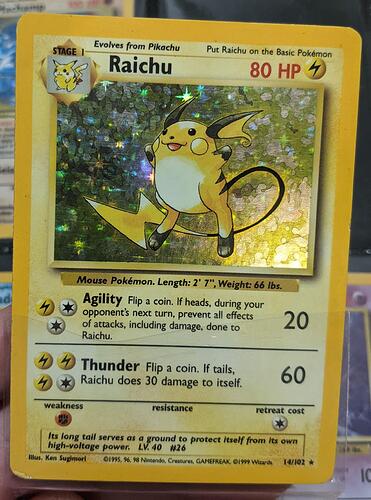 STAGE 1
Evolves from Pikachu
Put Raichu on the Basic Pokémon
Raichu
80 HP
Mouse Pokémon. Length: 2' 7", Weight: 66 lbs.
Agility Flip a coin. If heads, during your
opponent's next turn, prevent all effects
of attacks, including damage, done to
Raichu.
20
Thunder Flip a coin. If tails,
Raichu does 30 damage to itself.
60
weakness
resistance
retreat cost
Its long tail serves as a ground to protect itself from its own
high-voltage power. LV. 40 #26
Illus. Ken Sugimori
©1995, 96, 98 Nintendo, Creatures, GAMEFREAK. ©1999 Wizards.
14/102 ★